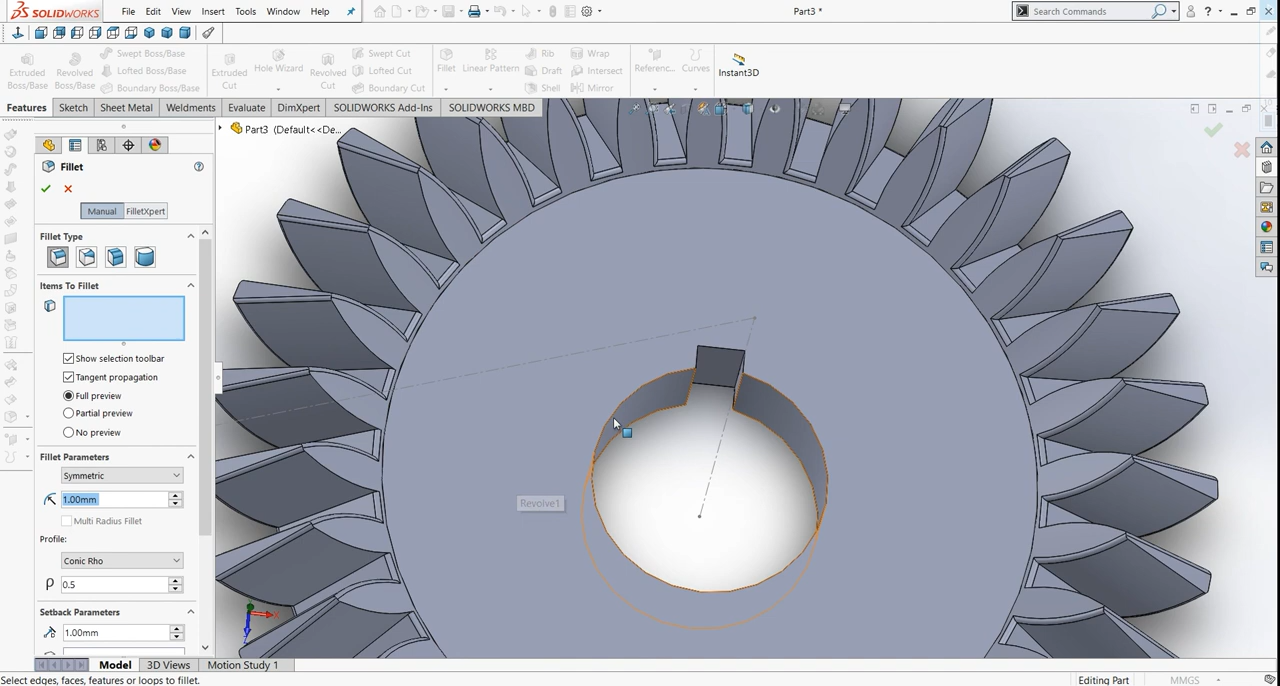 SOLIDWORKS File Edit View Insert Tools Window Help Part3 * Search Commands ?
Extruded Boss/Base
Revolved Boss/Base
Swept Boss/Base
Lofted Boss/Base
Boundary Boss/Base
Extruded Cut
Hole Wizard
Revolved Cut
Swept Cut
Lofted Cut
Boundary Cut
Fillet
Linear Pattern
Rib
Draft
Shell
Wrap
Intersect
Mirror
Referenc...
Curves
Instant3D
Features Sketch Sheet Metal Weldments Evaluate DimXpert SOLIDWORKS Add-Ins SOLIDWORKS MBD
Part3 (Default<<De...
Fillet
Manual FilletXpert
Fillet Type
Items To Fillet
Show selection toolbar
Tangent propagation
Full preview
Partial preview
No preview
Fillet Parameters
Symmetric
1.00mm
Multi Radius Fillet
Profile:
Conic Rho
ρ 0.5
Setback Parameters
1.00mm
Revolve1
Model 3D Views Motion Study 1
Select edges, faces, features or loops to fillet. Editing Part MMGS